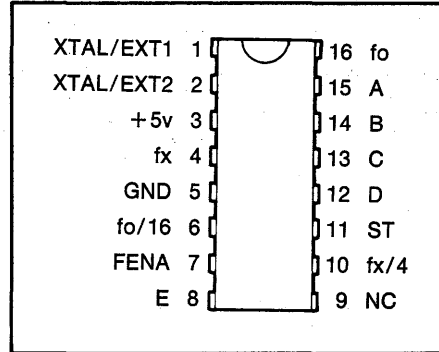 XTAL/EXT1 1 16 fo
XTAL/EXT2 2 15 A
+5v 3 14 B
fx 4 13 C
GND 5 12 D
fo/16 6 11 ST
FENA 7 10 fx/4
E 8 9 NC